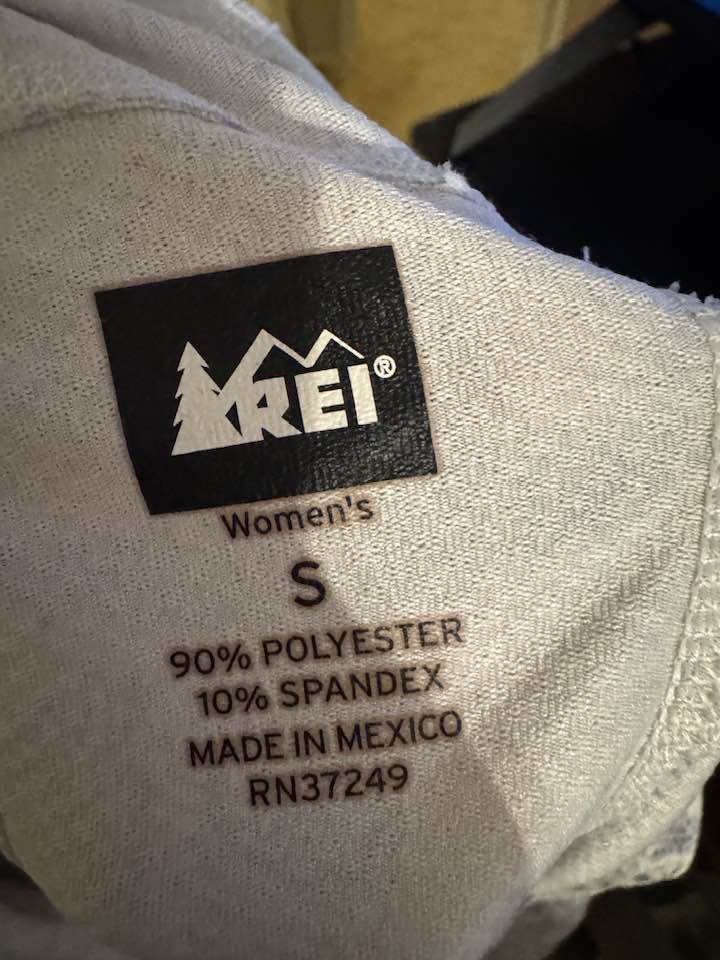 REI®
Women's
S
90% POLYESTER
10% SPANDEX
MADE IN MEXICO
RN37249